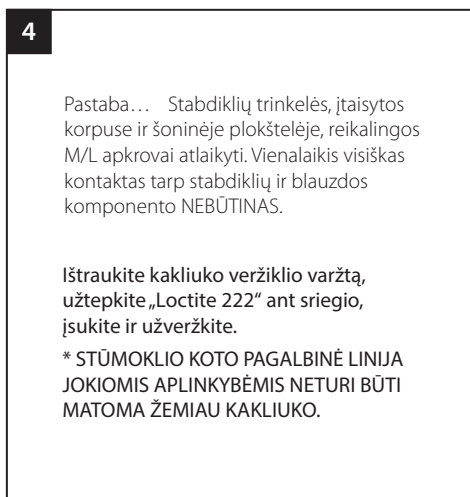 4
Pastaba… Stabdiklių trinkelės, įtaisytos
korpuse ir šoninėje plokštelėje, reikalingos
M/L apkrovai atlaikyti. Vienalaikis visiškas
kontaktas tarp stabdiklių ir blauzdos
komponento NEBŪTINAS.
Ištraukite kakliuko veržiklio varžtą,
užtepkite „Loctite 222“ ant sriegio,
įsukite ir užveržkite.
* STŪMOKLIO KOTO PAGALBINĖ LINIJA
JOKIOMIS APLINKYBĖMIS NETURI BŪTI
MATOMA ŽEMIAU KAKLIUKO.